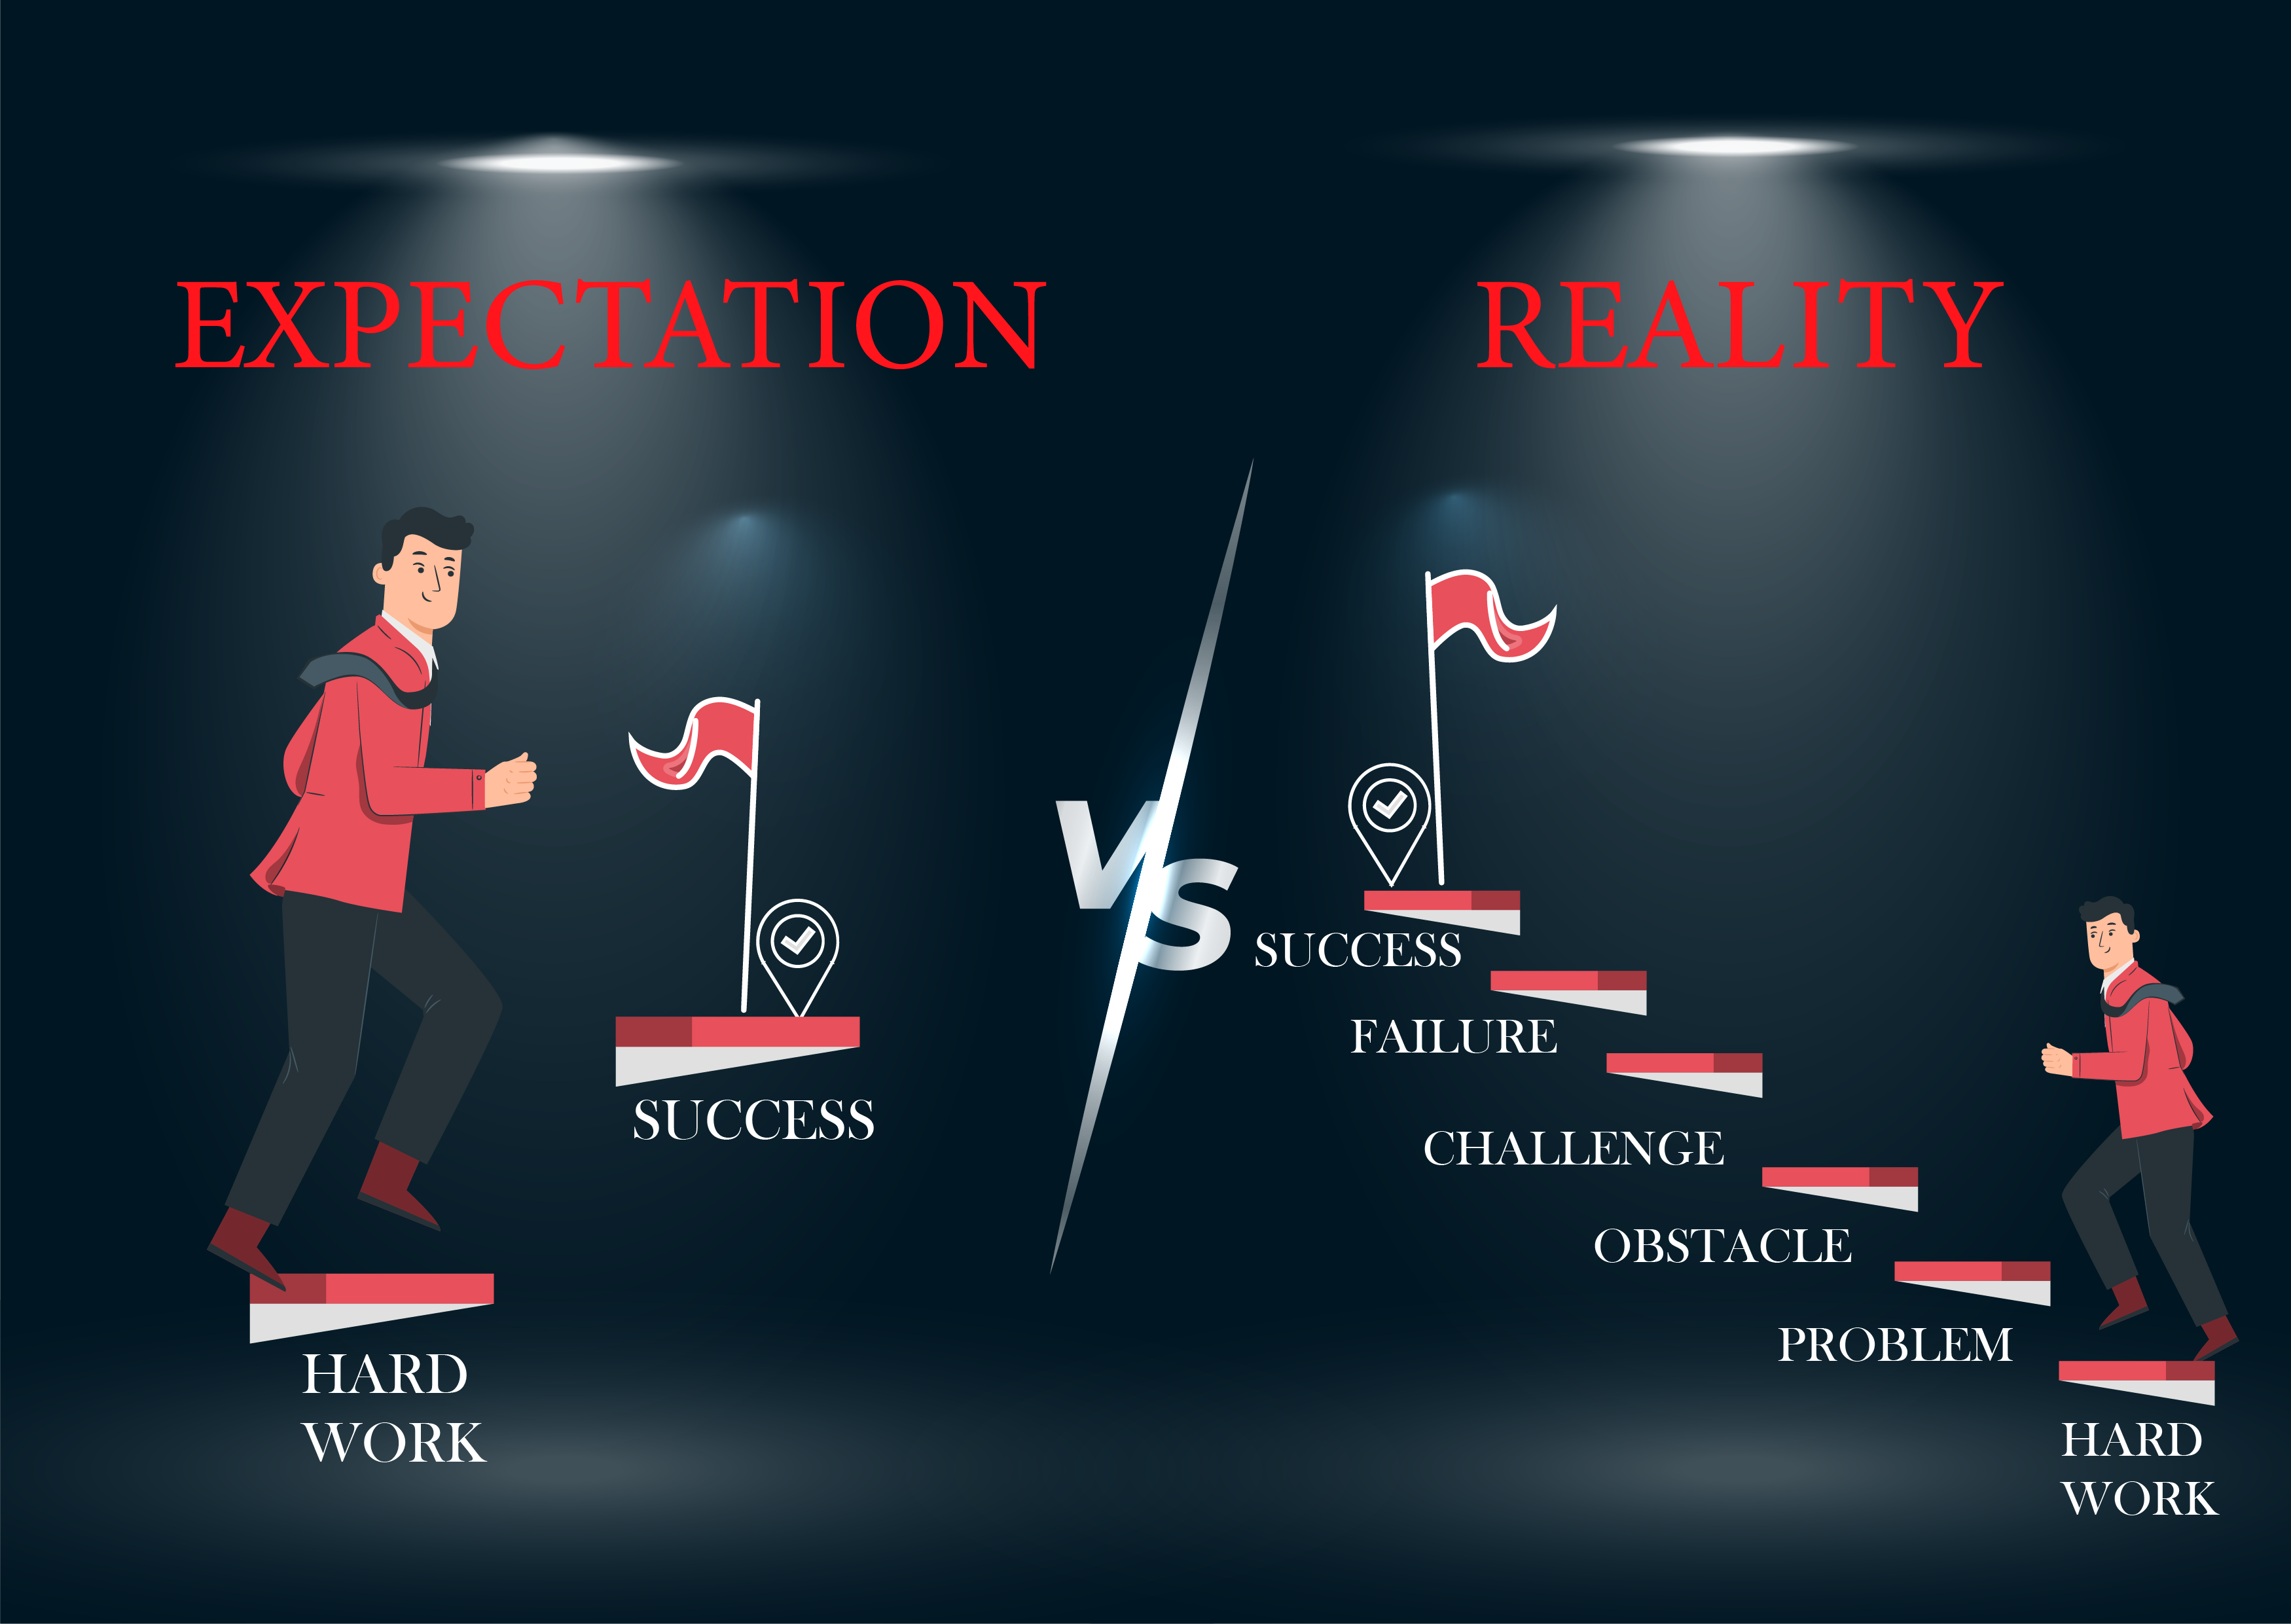 EXPECTATION
REALITY
VS
SUCCESS
HARD
WORK
SUCCESS
FAILURE
CHALLENGE
OBSTACLE
PROBLEM
HARD
WORK